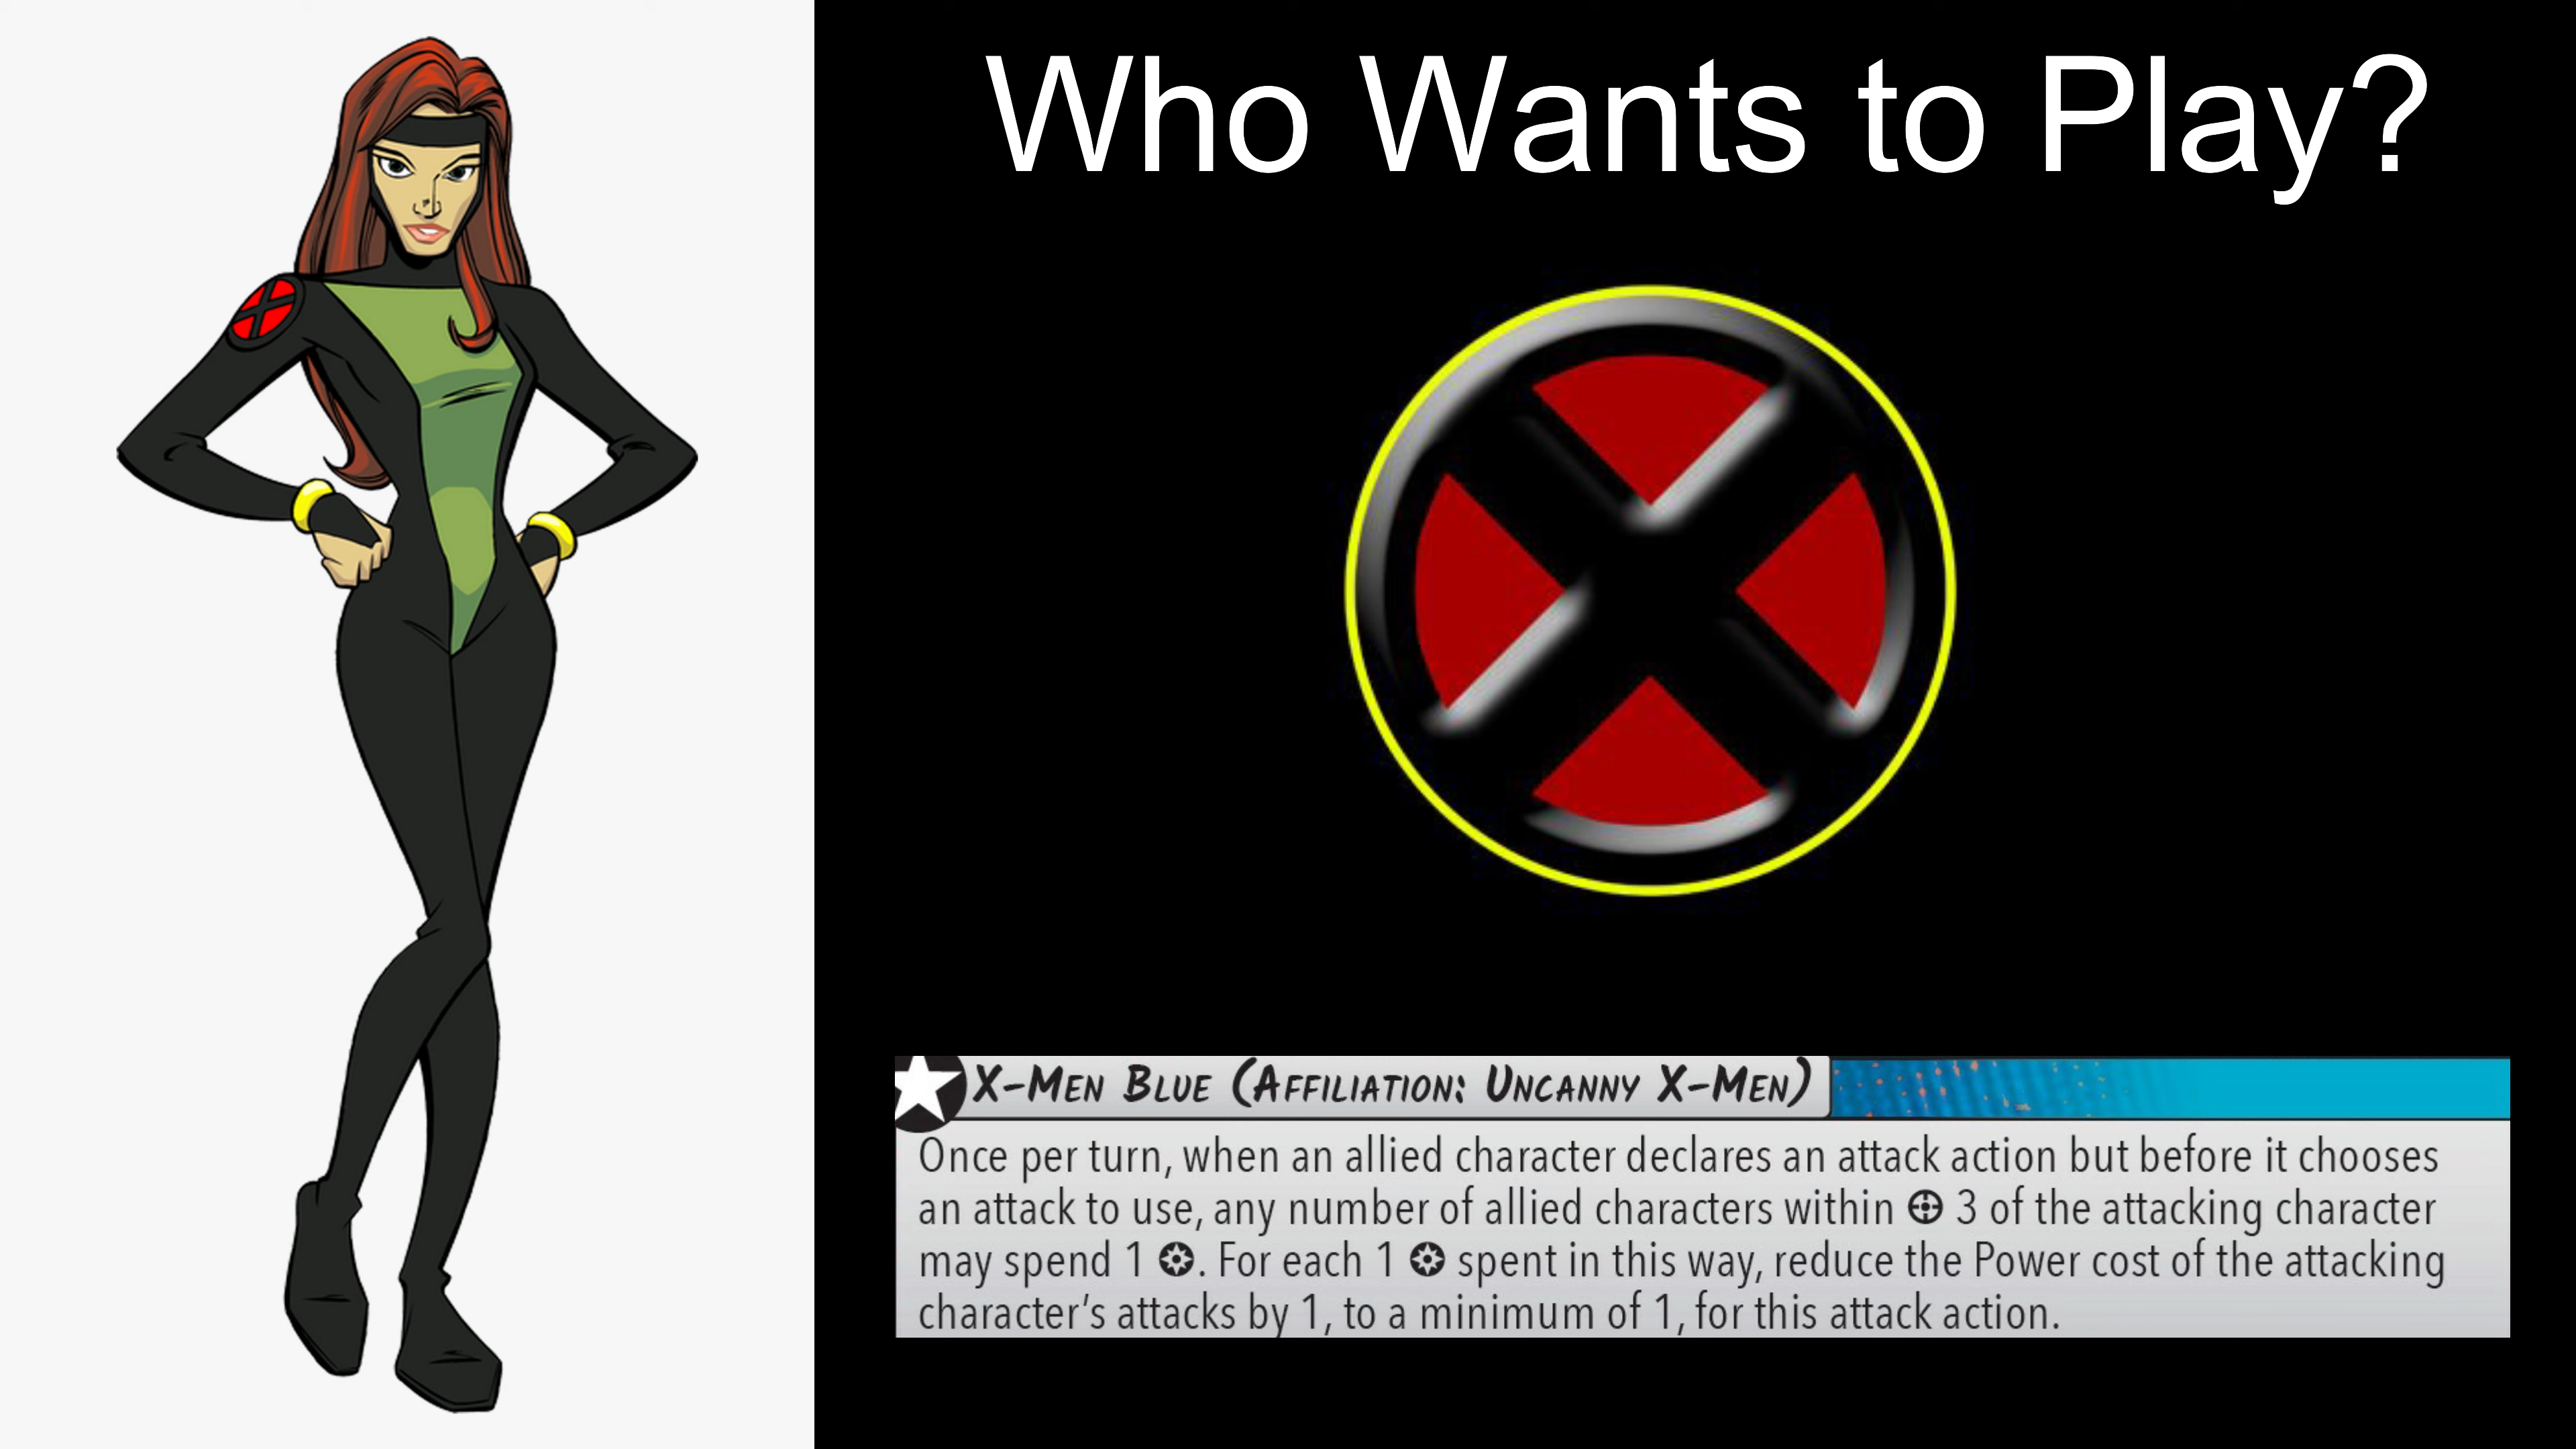 Who Wants to Play?
X-Men Blue (Affiliation: Uncanny X-Men)
Once per turn, when an allied character declares an attack action but before it chooses
an attack to use, any number of allied characters within 3 of the attacking character
may spend 1 . For each 1 spent in this way, reduce the Power cost of the attacking
character's attacks by 1, to a minimum of 1, for this attack action.